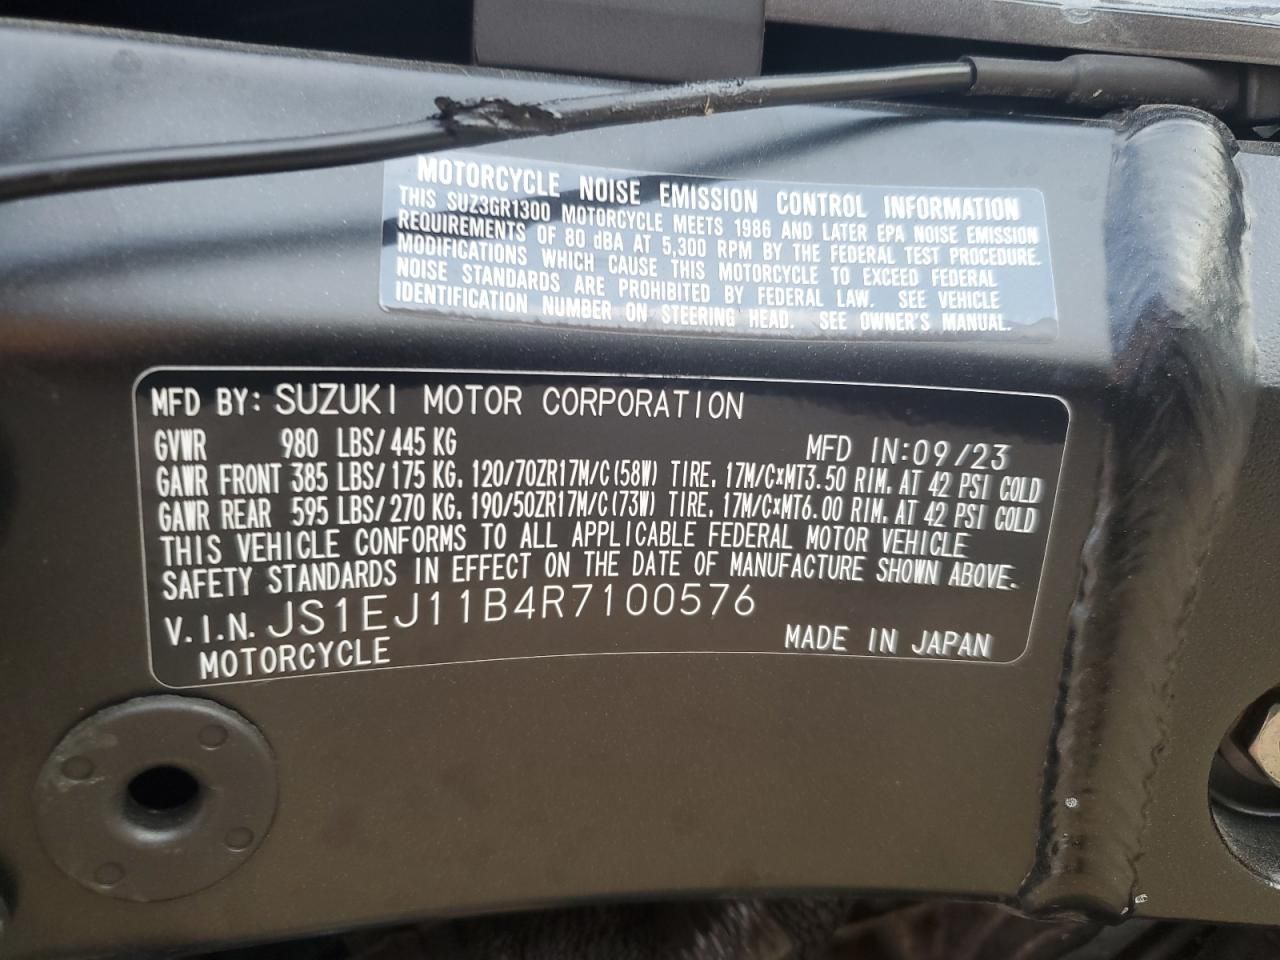 MOTORCYCLE NOISE EMISSION CONTROL INFORMATION
THIS SUZ3GR1300 MOTORCYCLE MEETS 1986 AND LATER EPA NOISE EMISSION
REQUIREMENTS OF 80 dBA AT 5,300 RPM BY THE FEDERAL TEST PROCEDURE.
MODIFICATIONS WHICH CAUSE THIS MOTORCYCLE TO EXCEED FEDERAL
NOISE STANDARDS ARE PROHIBITED BY FEDERAL LAW. SEE VEHICLE
IDENTIFICATION NUMBER ON STEERING HEAD. SEE OWNER'S MANUAL.
MFD BY: SUZUKI MOTOR CORPORATION
GVWR 980 LBS/445 KG MFD IN:09/23
GAWR FRONT 385 LBS/175 KG, 120/70ZR17M/C(58W) TIRE, 17M/C×MT3.50 RIM, AT 42 PSI COLD
GAWR REAR 595 LBS/270 KG, 190/50ZR17M/C(73W) TIRE, 17M/C×MT6.00 RIM, AT 42 PSI COLD
THIS VEHICLE CONFORMS TO ALL APPLICABLE FEDERAL MOTOR VEHICLE
SAFETY STANDARDS IN EFFECT ON THE DATE OF MANUFACTURE SHOWN ABOVE.
V.I.N. JS1EJ11B4R7100576
MOTORCYCLE MADE IN JAPAN